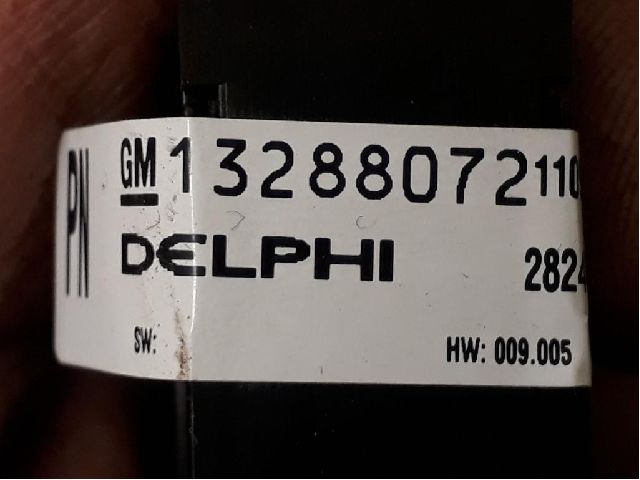 PN GM 13288072 110
DELPHI 2824
SW: HW: 009.005